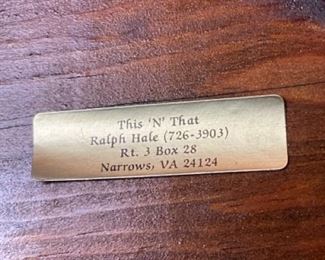 This 'N' That
Ralph Hale (726-3903)
Rt. 3 Box 28
Narrows, VA 24124